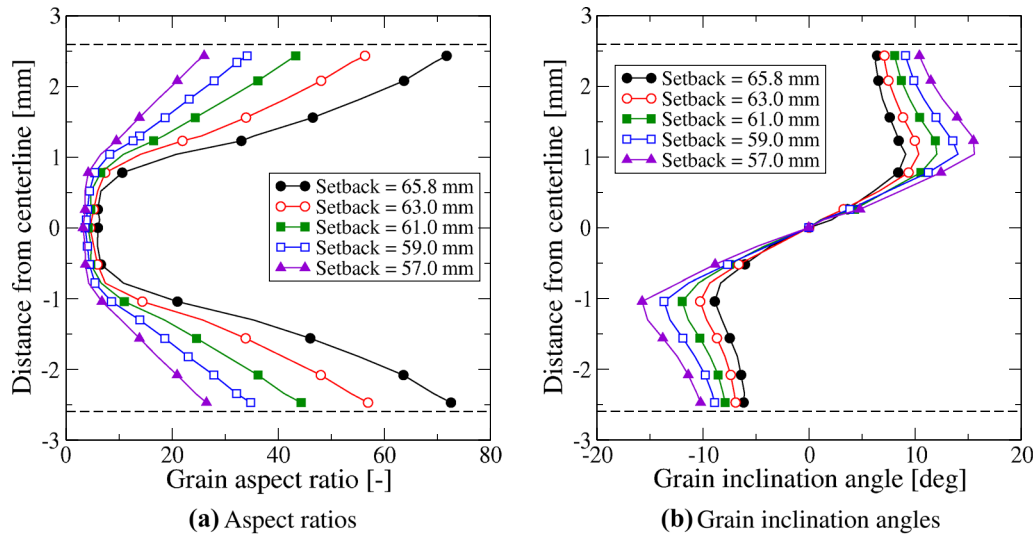 Distance from centerline [mm]
3
2
1
0
-1
-2
-3
0 20 40 60 80
Grain aspect ratio [-]
Setback = 65.8 mm
Setback = 63.0 mm
Setback = 61.0 mm
Setback = 59.0 mm
Setback = 57.0 mm
(a) Aspect ratios
Distance from centerline [mm]
3
2
1
0
-1
-2
-3
-20 -10 0 10 20
Grain inclination angle [deg]
Setback = 65.8 mm
Setback = 63.0 mm
Setback = 61.0 mm
Setback = 59.0 mm
Setback = 57.0 mm
(b) Grain inclination angles